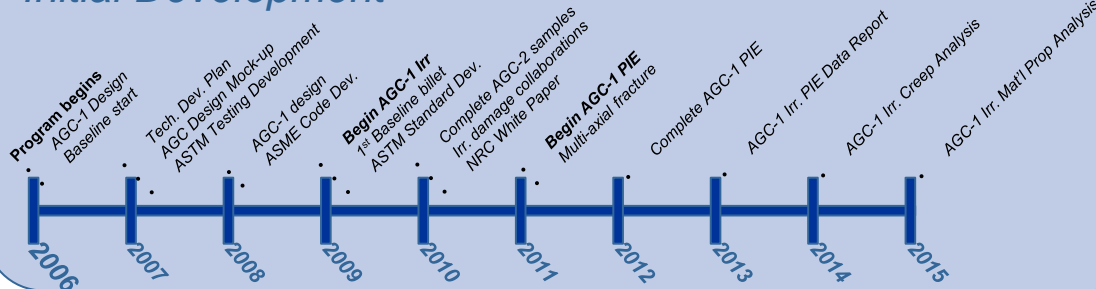 Initial Development
Program begins
AGC-1 Design
Baseline start
Tech. Dev. Plan
AGC Design Mock-up
ASTM Testing Development
AGC-1 design
ASME Code Dev.
Begin AGC-1 Irr
1st Baseline billet
ASTM Standard Dev.
Complete AGC-2 samples
Irr. damage collaborations
NRC White Paper
Begin AGC-1 PIE
Multi-axial fracture
Complete AGC-1 PIE
AGC-1 Irr. PIE Data Report
AGC-1 Irr. Creep Analysis
AGC-1 Irr. Mat'l Prop Analysis
2006
2007
2008
2009
2010
2011
2012
2013
2014
2015